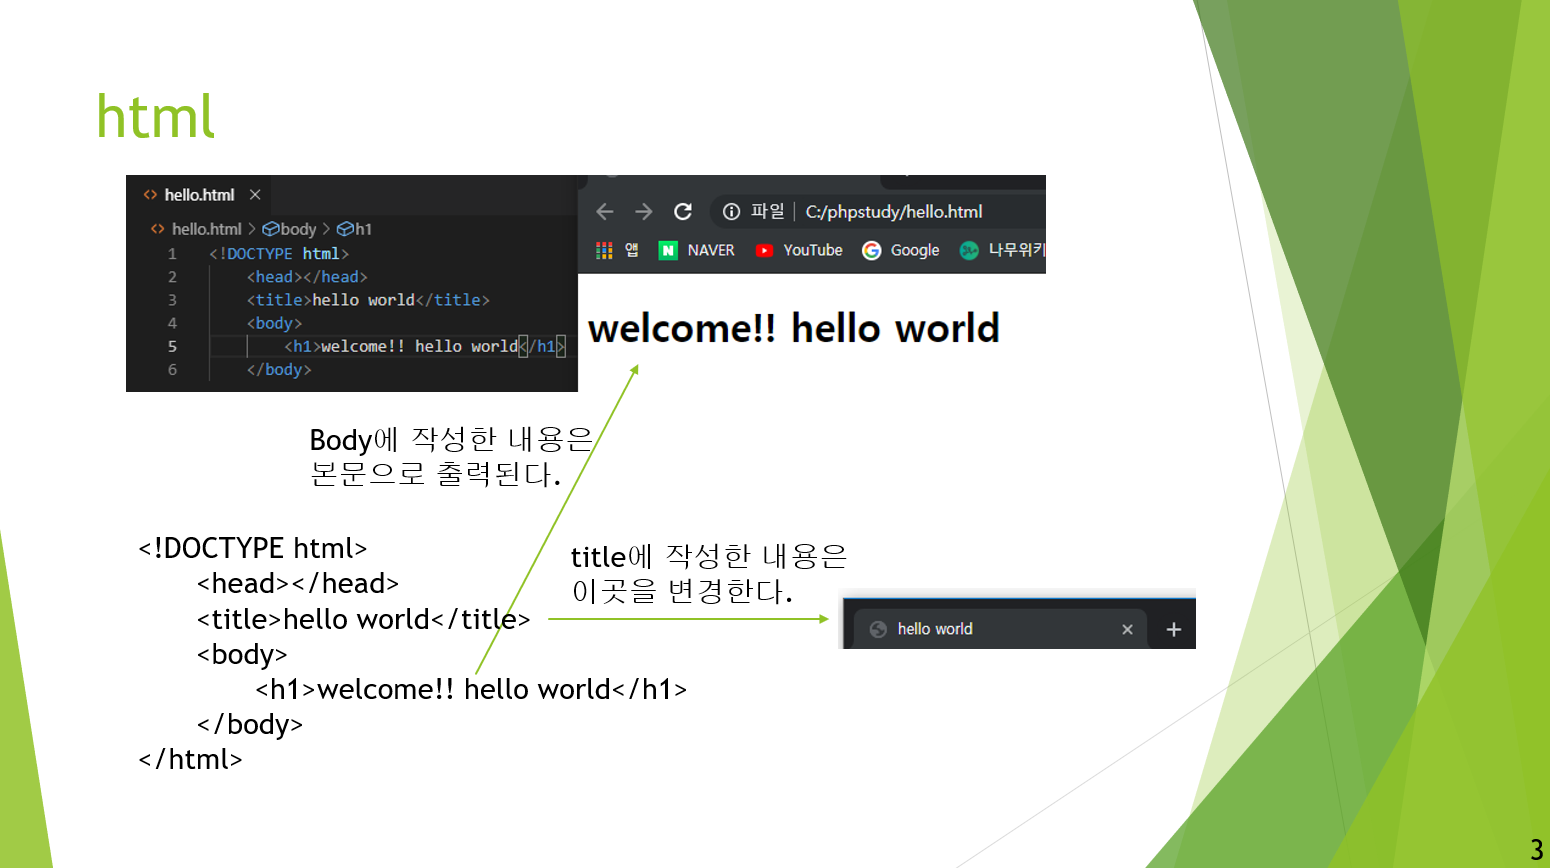 html
hello.html
hello.html > body > h1
1 <!DOCTYPE html>
2 <head></head>
3 <title>hello world</title>
4 <body>
5 <h1>welcome!! hello world</h1>
6 </body>
파일 | C:/phpstudy/hello.html
앱 NAVER YouTube Google 나무위키
welcome!! hello world
Body에 작성한 내용은
본문으로 출력된다.
<!DOCTYPE html>
<head></head>
<title>hello world</title>
<body>
<h1>welcome!! hello world</h1>
</body>
</html>
title에 작성한 내용은
이곳을 변경한다.
hello world
3